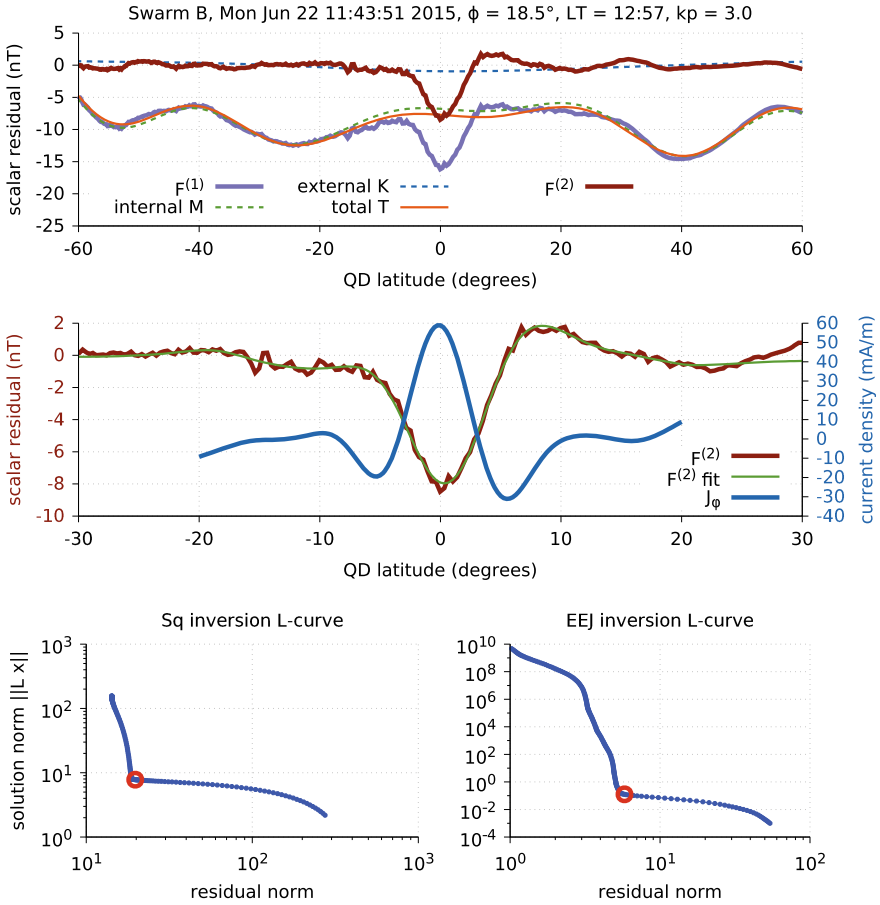 Swarm B, Mon Jun 22 11:43:51 2015, ϕ = 18.5°, LT = 12:57, kp = 3.0
scalar residual (nT)
5
0
-5
-10
-15
-20
-25
F(1)
internal M
external K
total T
F(2)
-60 -40 -20 0 20 40 60
QD latitude (degrees)
scalar residual (nT)
2
0
-2
-4
-6
-8
-10
60
50
40
30
20
10
0
-10
-20
-30
-40
current density (mA/m)
F(2)
F(2) fit
Jφ
-30 -20 -10 0 10 20 30
QD latitude (degrees)
Sq inversion L-curve
solution norm ||L x||
10³
10²
10¹
10⁰
10¹ 10² 10³
residual norm
EEJ inversion L-curve
10¹⁰
10⁸
10⁶
10⁴
10²
10⁰
10⁻²
10⁻⁴
10⁰ 10¹ 10²
residual norm